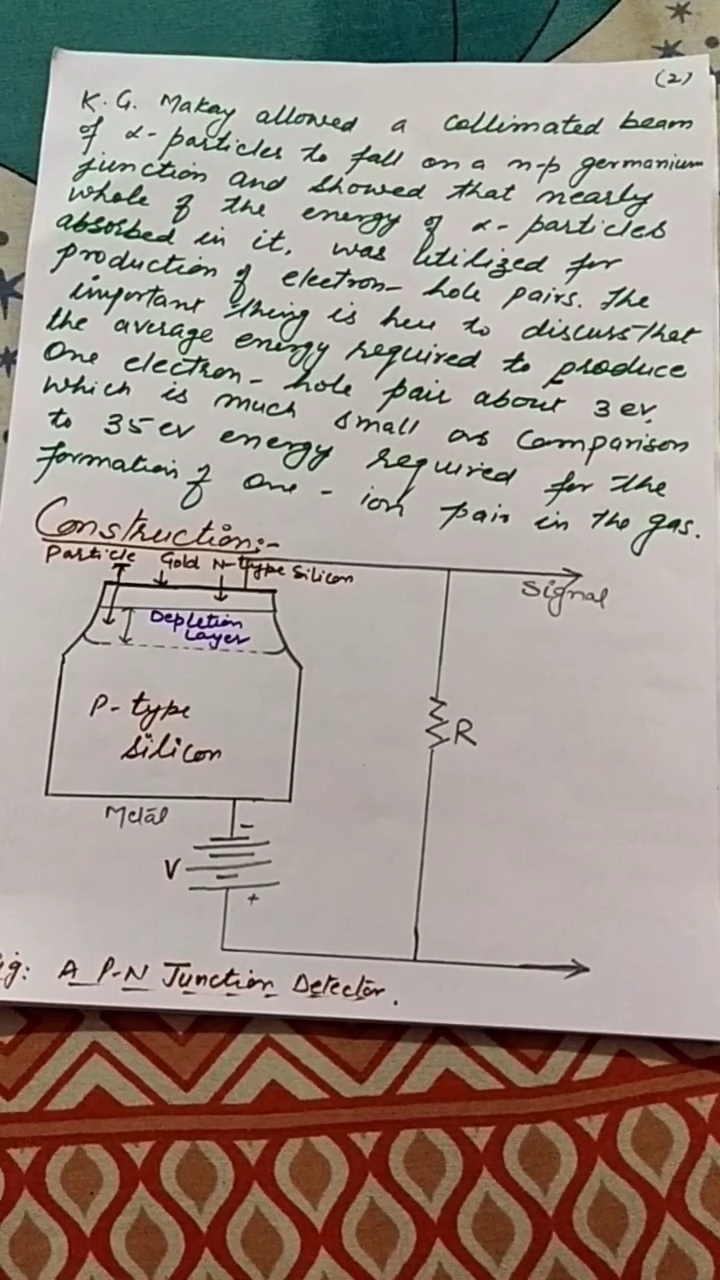 (2)
K. G. Makay allowed a collimated beam
of α-particles to fall on a n-p germanium
junction and showed that nearly
whole of the energy of α-particles
absorbed in it, was utilized for
production of electron-hole pairs. The
important thing is here to discuss that
the average energy required to produce
One electron-hole pair about 3 ev.
which is much small as comparison
to 35 ev energy required for the
formation of one-ion pair in the gas.
Construction:-
Particle Gold N-type Silicon
Signal
Depletion
Layer
P-type
Silicon
R
Metal
-
V
+
ig: A P-N Junction Detector.